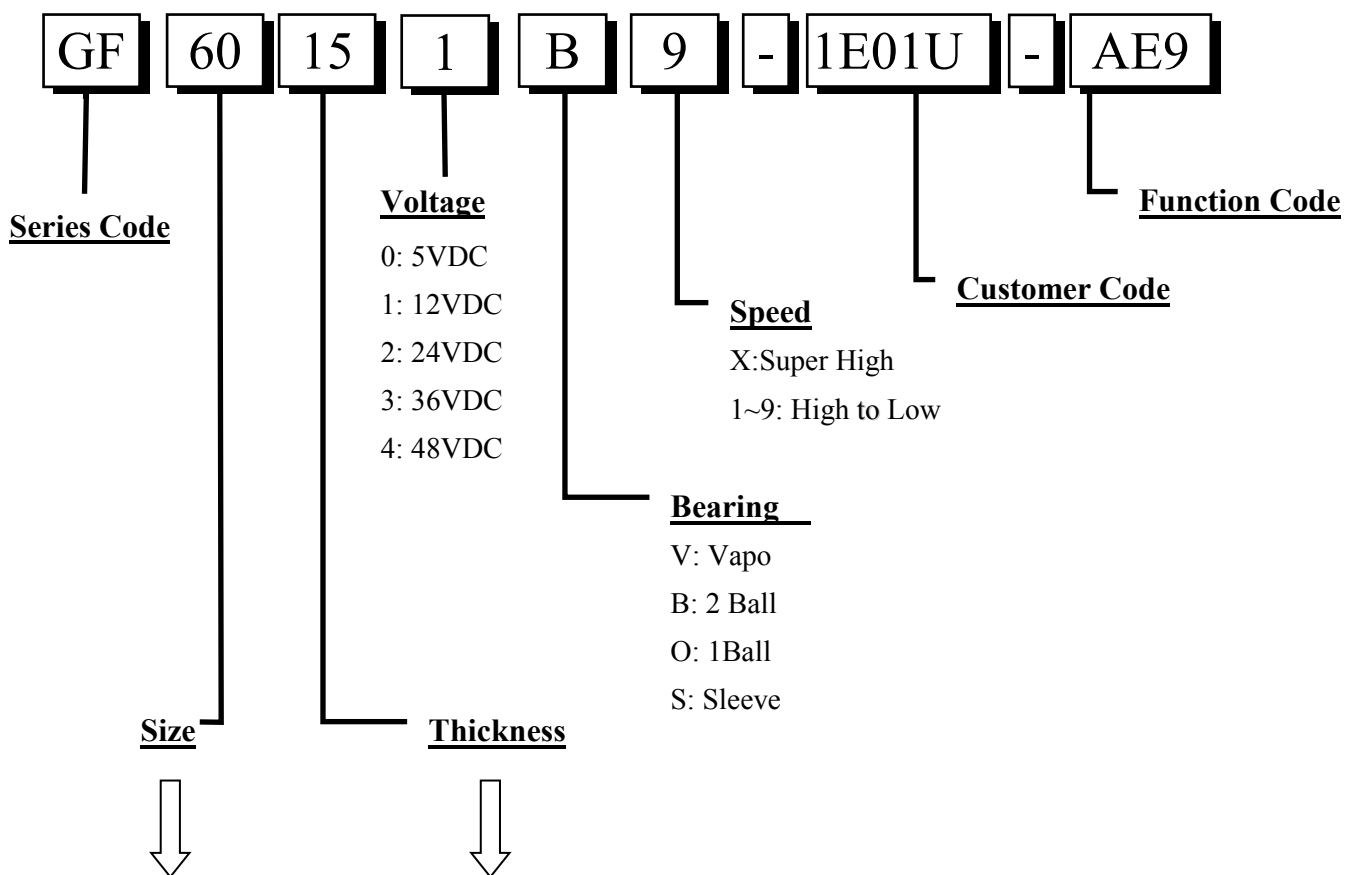 GF 60 15 1 B 9 - 1E01U - AE9
Series Code
Voltage
0: 5VDC
1: 12VDC
2: 24VDC
3: 36VDC
4: 48VDC
Function Code
Customer Code
Speed
X:Super High
1~9: High to Low
Bearing
V: Vapo
B: 2 Ball
O: 1Ball
S: Sleeve
Size
Thickness